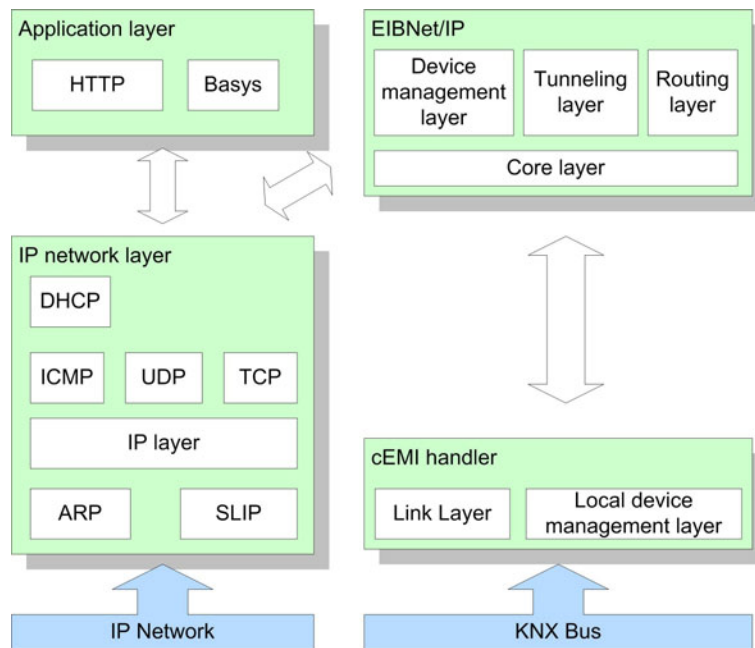 Application layer
HTTP
Basys
EIBNet/IP
Device
management
layer
Tunneling
layer
Routing
layer
Core layer
IP network layer
DHCP
ICMP
UDP
TCP
IP layer
ARP
SLIP
cEMI handler
Link Layer
Local device
management layer
IP Network
KNX Bus